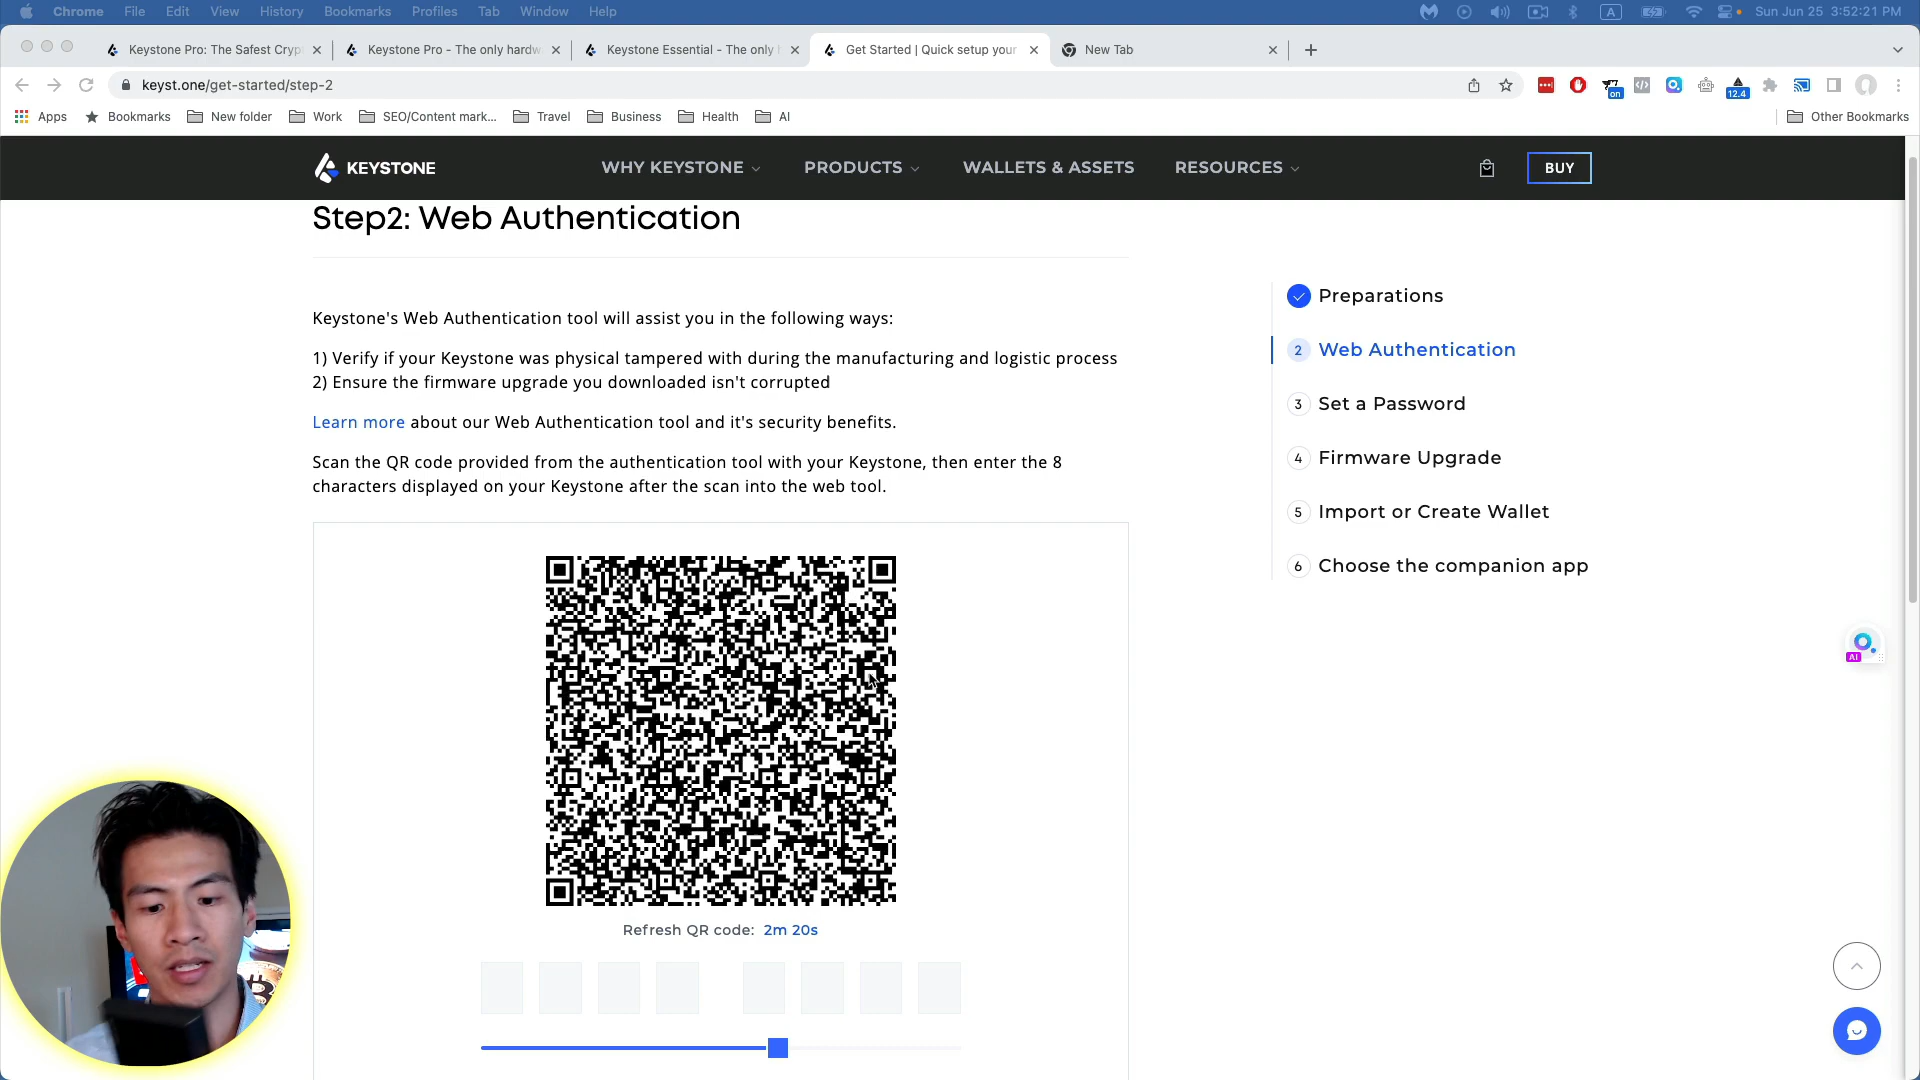 Chrome File Edit View History Bookmarks Profiles Tab Window Help
A
Sun Jun 25 3:52:21 PM
Keystone Pro: The Safest Cryp
Keystone Pro - The only hardw
Keystone Essential - The only
Get Started | Quick setup your
New Tab
keyst.one/get-started/step-2
on
12.4
Apps
Bookmarks
New folder
Work
SEO/Content mark...
Travel
Business
Health
AI
Other Bookmarks
KEYSTONE
WHY KEYSTONE
PRODUCTS
WALLETS & ASSETS
RESOURCES
BUY
Step2: Web Authentication
Keystone's Web Authentication tool will assist you in the following ways:
1) Verify if your Keystone was physical tampered with during the manufacturing and logistic process
2) Ensure the firmware upgrade you downloaded isn't corrupted
Learn more about our Web Authentication tool and it's security benefits.
Scan the QR code provided from the authentication tool with your Keystone, then enter the 8
characters displayed on your Keystone after the scan into the web tool.
Refresh QR code: 2m 20s
Preparations
2 Web Authentication
3 Set a Password
4 Firmware Upgrade
5 Import or Create Wallet
6 Choose the companion app
AI